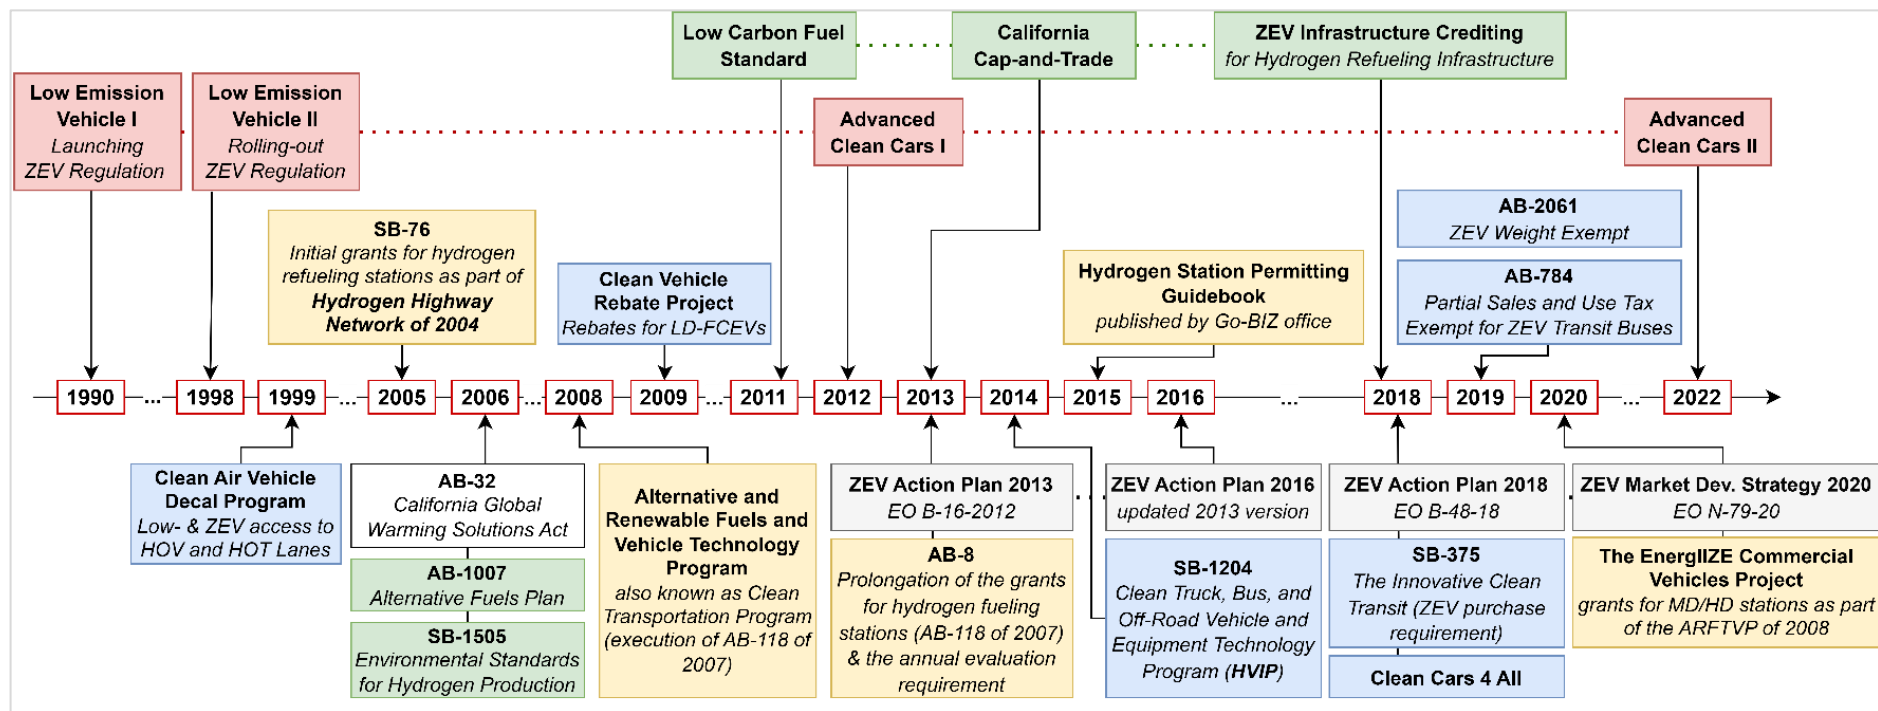 Low Carbon Fuel
Standard
California
Cap-and-Trade
ZEV Infrastructure Crediting
for Hydrogen Refueling Infrastructure
Low Emission
Vehicle I
Launching
ZEV Regulation
Low Emission
Vehicle II
Rolling-out
ZEV Regulation
Advanced
Clean Cars I
Advanced
Clean Cars II
SB-76
Initial grants for hydrogen
refueling stations as part of
Hydrogen Highway
Network of 2004
Clean Vehicle
Rebate Project
Rebates for LD-FCEVs
Hydrogen Station Permitting
Guidebook
published by Go-BIZ office
AB-2061
ZEV Weight Exempt
AB-784
Partial Sales and Use Tax
Exempt for ZEV Transit Buses
1990 ... 1998 1999 ... 2005 2006 ... 2008 2009 ... 2011 2012 2013 2014 2015 2016 ... 2018 2019 2020 ... 2022
Clean Air Vehicle
Decal Program
Low- & ZEV access to
HOV and HOT Lanes
AB-32
California Global
Warming Solutions Act
AB-1007
Alternative Fuels Plan
SB-1505
Environmental Standards
for Hydrogen Production
Alternative and
Renewable Fuels and
Vehicle Technology
Program
also known as Clean
Transportation Program
(execution of AB-118 of
2007)
ZEV Action Plan 2013
EO B-16-2012
AB-8
Prolongation of the grants
for hydrogen fueling
stations (AB-118 of 2007)
& the annual evaluation
requirement
ZEV Action Plan 2016
updated 2013 version
SB-1204
Clean Truck, Bus, and
Off-Road Vehicle and
Equipment Technology
Program (HVIP)
ZEV Action Plan 2018
EO B-48-18
SB-375
The Innovative Clean
Transit (ZEV purchase
requirement)
Clean Cars 4 All
ZEV Market Dev. Strategy 2020
EO N-79-20
The EnergIIZE Commercial
Vehicles Project
grants for MD/HD stations as part
of the ARFTVP of 2008